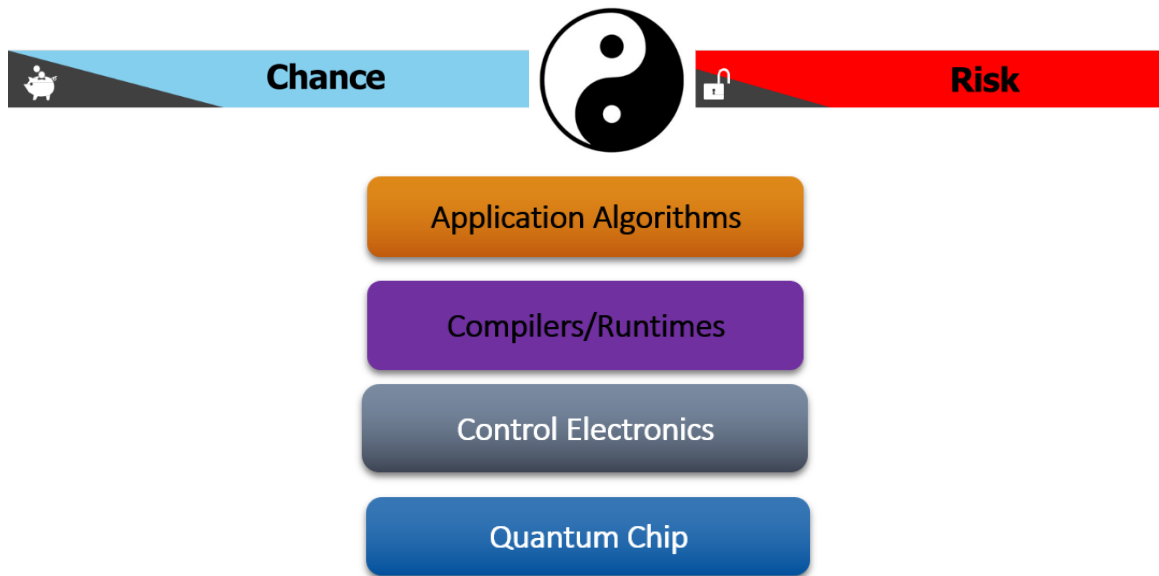 Chance
Risk
Application Algorithms
Compilers/Runtimes
Control Electronics
Quantum Chip